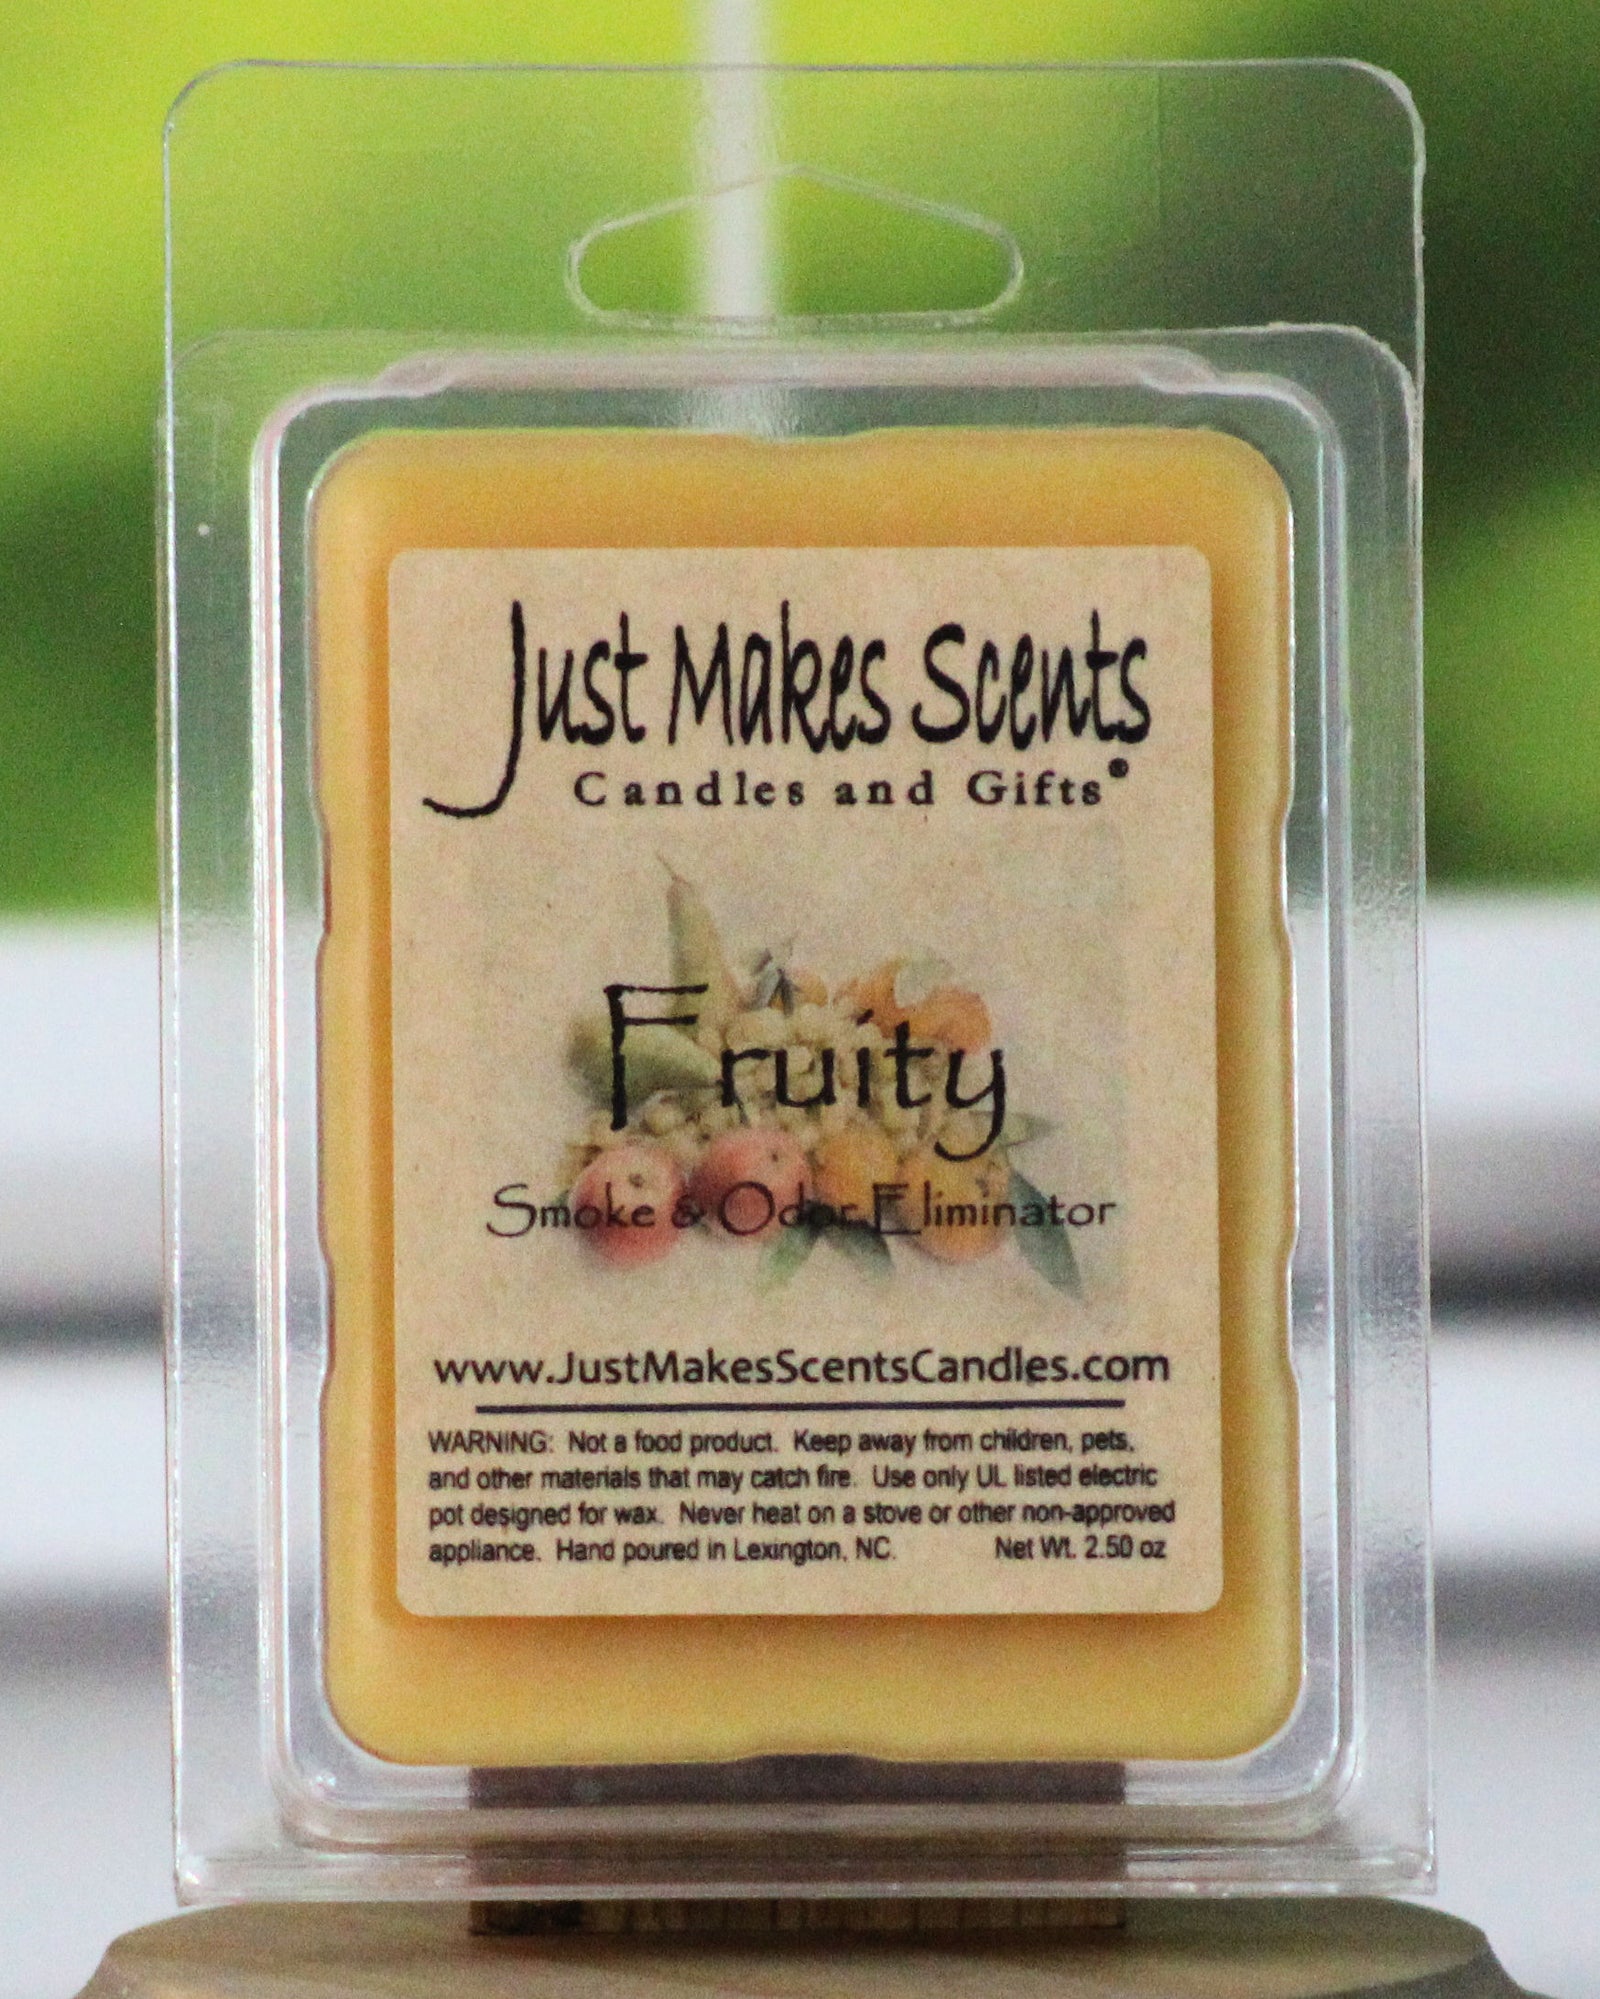 Just Makes Scents
Candles and Gifts
Fruity
Smoke & Odor Eliminator
www.JustMakesScentsCandles.com
WARNING: Not a food product. Keep away from children, pets,
and other materials that may catch fire. Use only UL listed electric
pot designed for wax. Never heat on a stove or other non-approved
appliance. Hand poured in Lexington, NC. Net Wt. 2.50 oz